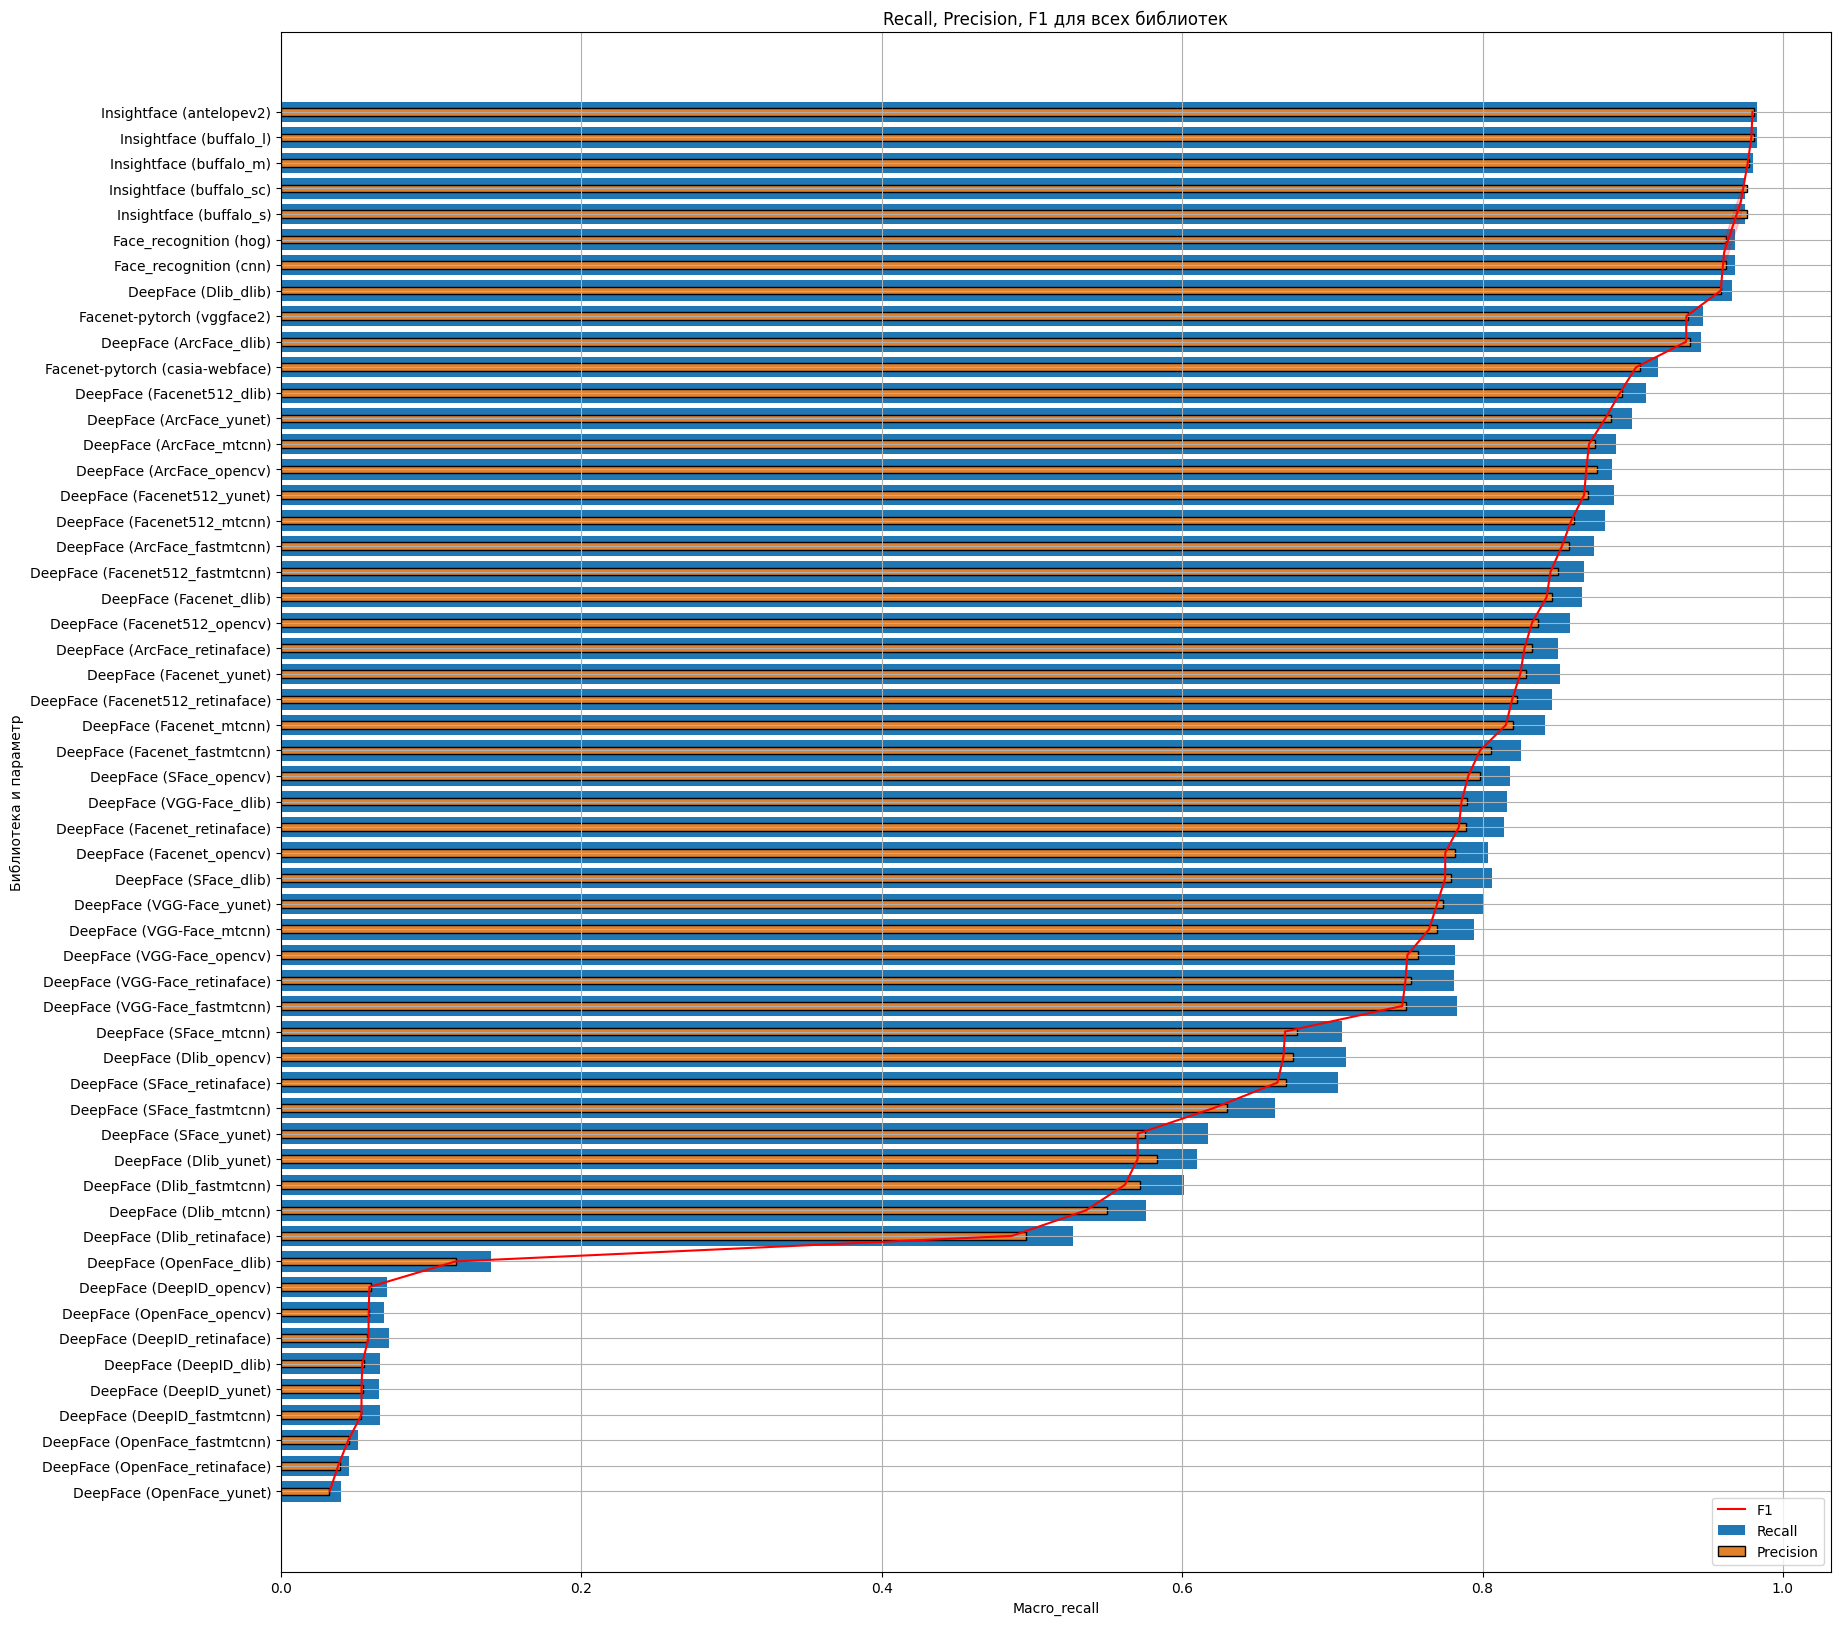 Recall, Precision, F1 для всех библиотек
Библиотека и параметр
Insightface (antelopev2)
Insightface (buffalo_l)
Insightface (buffalo_m)
Insightface (buffalo_sc)
Insightface (buffalo_s)
Face_recognition (hog)
Face_recognition (cnn)
DeepFace (Dlib_dlib)
Facenet-pytorch (vggface2)
DeepFace (ArcFace_dlib)
Facenet-pytorch (casia-webface)
DeepFace (Facenet512_dlib)
DeepFace (ArcFace_yunet)
DeepFace (ArcFace_mtcnn)
DeepFace (ArcFace_opencv)
DeepFace (Facenet512_yunet)
DeepFace (Facenet512_mtcnn)
DeepFace (ArcFace_fastmtcnn)
DeepFace (Facenet512_fastmtcnn)
DeepFace (Facenet_dlib)
DeepFace (Facenet512_opencv)
DeepFace (ArcFace_retinaface)
DeepFace (Facenet_yunet)
DeepFace (Facenet512_retinaface)
DeepFace (Facenet_mtcnn)
DeepFace (Facenet_fastmtcnn)
DeepFace (SFace_opencv)
DeepFace (VGG-Face_dlib)
DeepFace (Facenet_retinaface)
DeepFace (Facenet_opencv)
DeepFace (SFace_dlib)
DeepFace (VGG-Face_yunet)
DeepFace (VGG-Face_mtcnn)
DeepFace (VGG-Face_opencv)
DeepFace (VGG-Face_retinaface)
DeepFace (VGG-Face_fastmtcnn)
DeepFace (SFace_mtcnn)
DeepFace (Dlib_opencv)
DeepFace (SFace_retinaface)
DeepFace (SFace_fastmtcnn)
DeepFace (SFace_yunet)
DeepFace (Dlib_yunet)
DeepFace (Dlib_fastmtcnn)
DeepFace (Dlib_mtcnn)
DeepFace (Dlib_retinaface)
DeepFace (OpenFace_dlib)
DeepFace (DeepID_opencv)
DeepFace (OpenFace_opencv)
DeepFace (DeepID_retinaface)
DeepFace (DeepID_dlib)
DeepFace (DeepID_yunet)
DeepFace (DeepID_fastmtcnn)
DeepFace (OpenFace_fastmtcnn)
DeepFace (OpenFace_retinaface)
DeepFace (OpenFace_yunet)
F1
Recall
Precision
0.0 0.2 0.4 0.6 0.8 1.0
Macro_recall